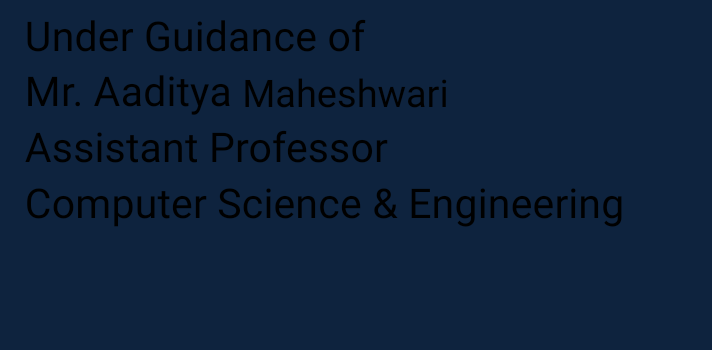 Under Guidance of
Mr. Aaditya Maheshwari
Assistant Professor
Computer Science & Engineering